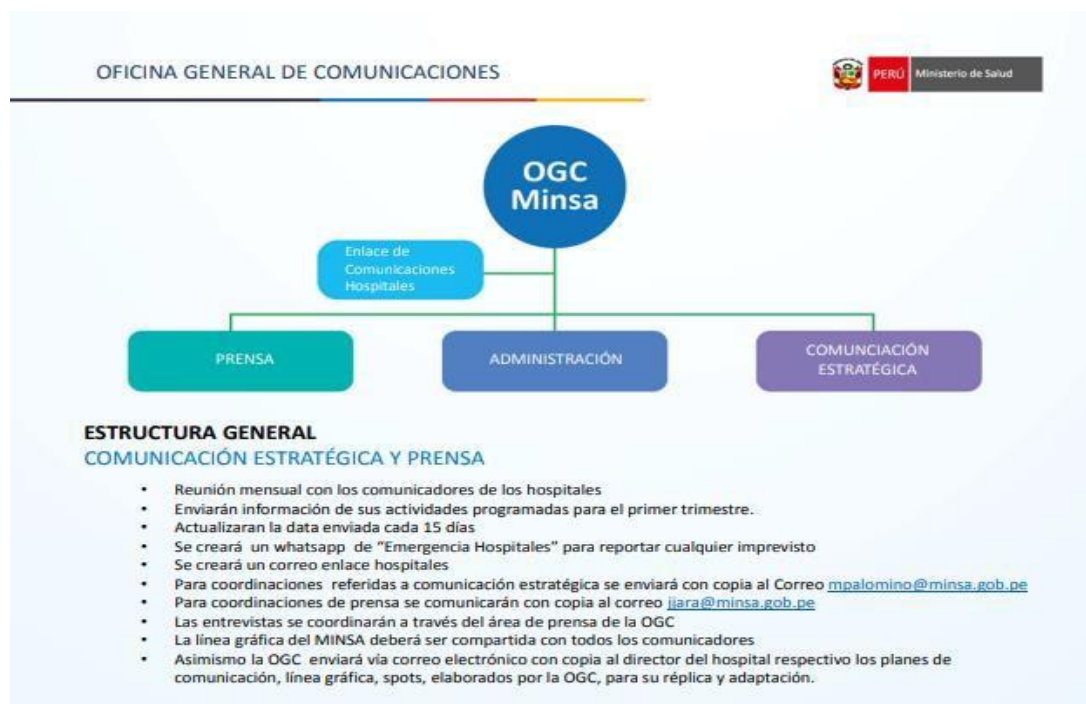 OFICINA GENERAL DE COMUNICACIONES
PERÚ Ministerio de Salud
OGC
Minsa
Enlace de
Comunicaciones
Hospitales
PRENSA
ADMINISTRACIÓN
COMUNCIACIÓN
ESTRATÉGICA
ESTRUCTURA GENERAL
COMUNICACIÓN ESTRATÉGICA Y PRENSA
• Reunión mensual con los comunicadores de los hospitales
• Enviarán información de sus actividades programadas para el primer trimestre.
• Actualizaran la data enviada cada 15 días
• Se creará un whatsapp de “Emergencia Hospitales” para reportar cualquier imprevisto
• Se creará un correo enlace hospitales
• Para coordinaciones referidas a comunicación estratégica se enviará con copia al Correo mpalomino@minsa.gob.pe
• Para coordinaciones de prensa se comunicarán con copia al correo jjara@minsa.gob.pe
• Las entrevistas se coordinarán a través del área de prensa de la OGC
• La línea gráfica del MINSA deberá ser compartida con todos los comunicadores
• Asimismo la OGC enviará vía correo electrónico con copia al director del hospital respectivo los planes de
comunicación, línea gráfica, spots, elaborados por la OGC, para su réplica y adaptación.